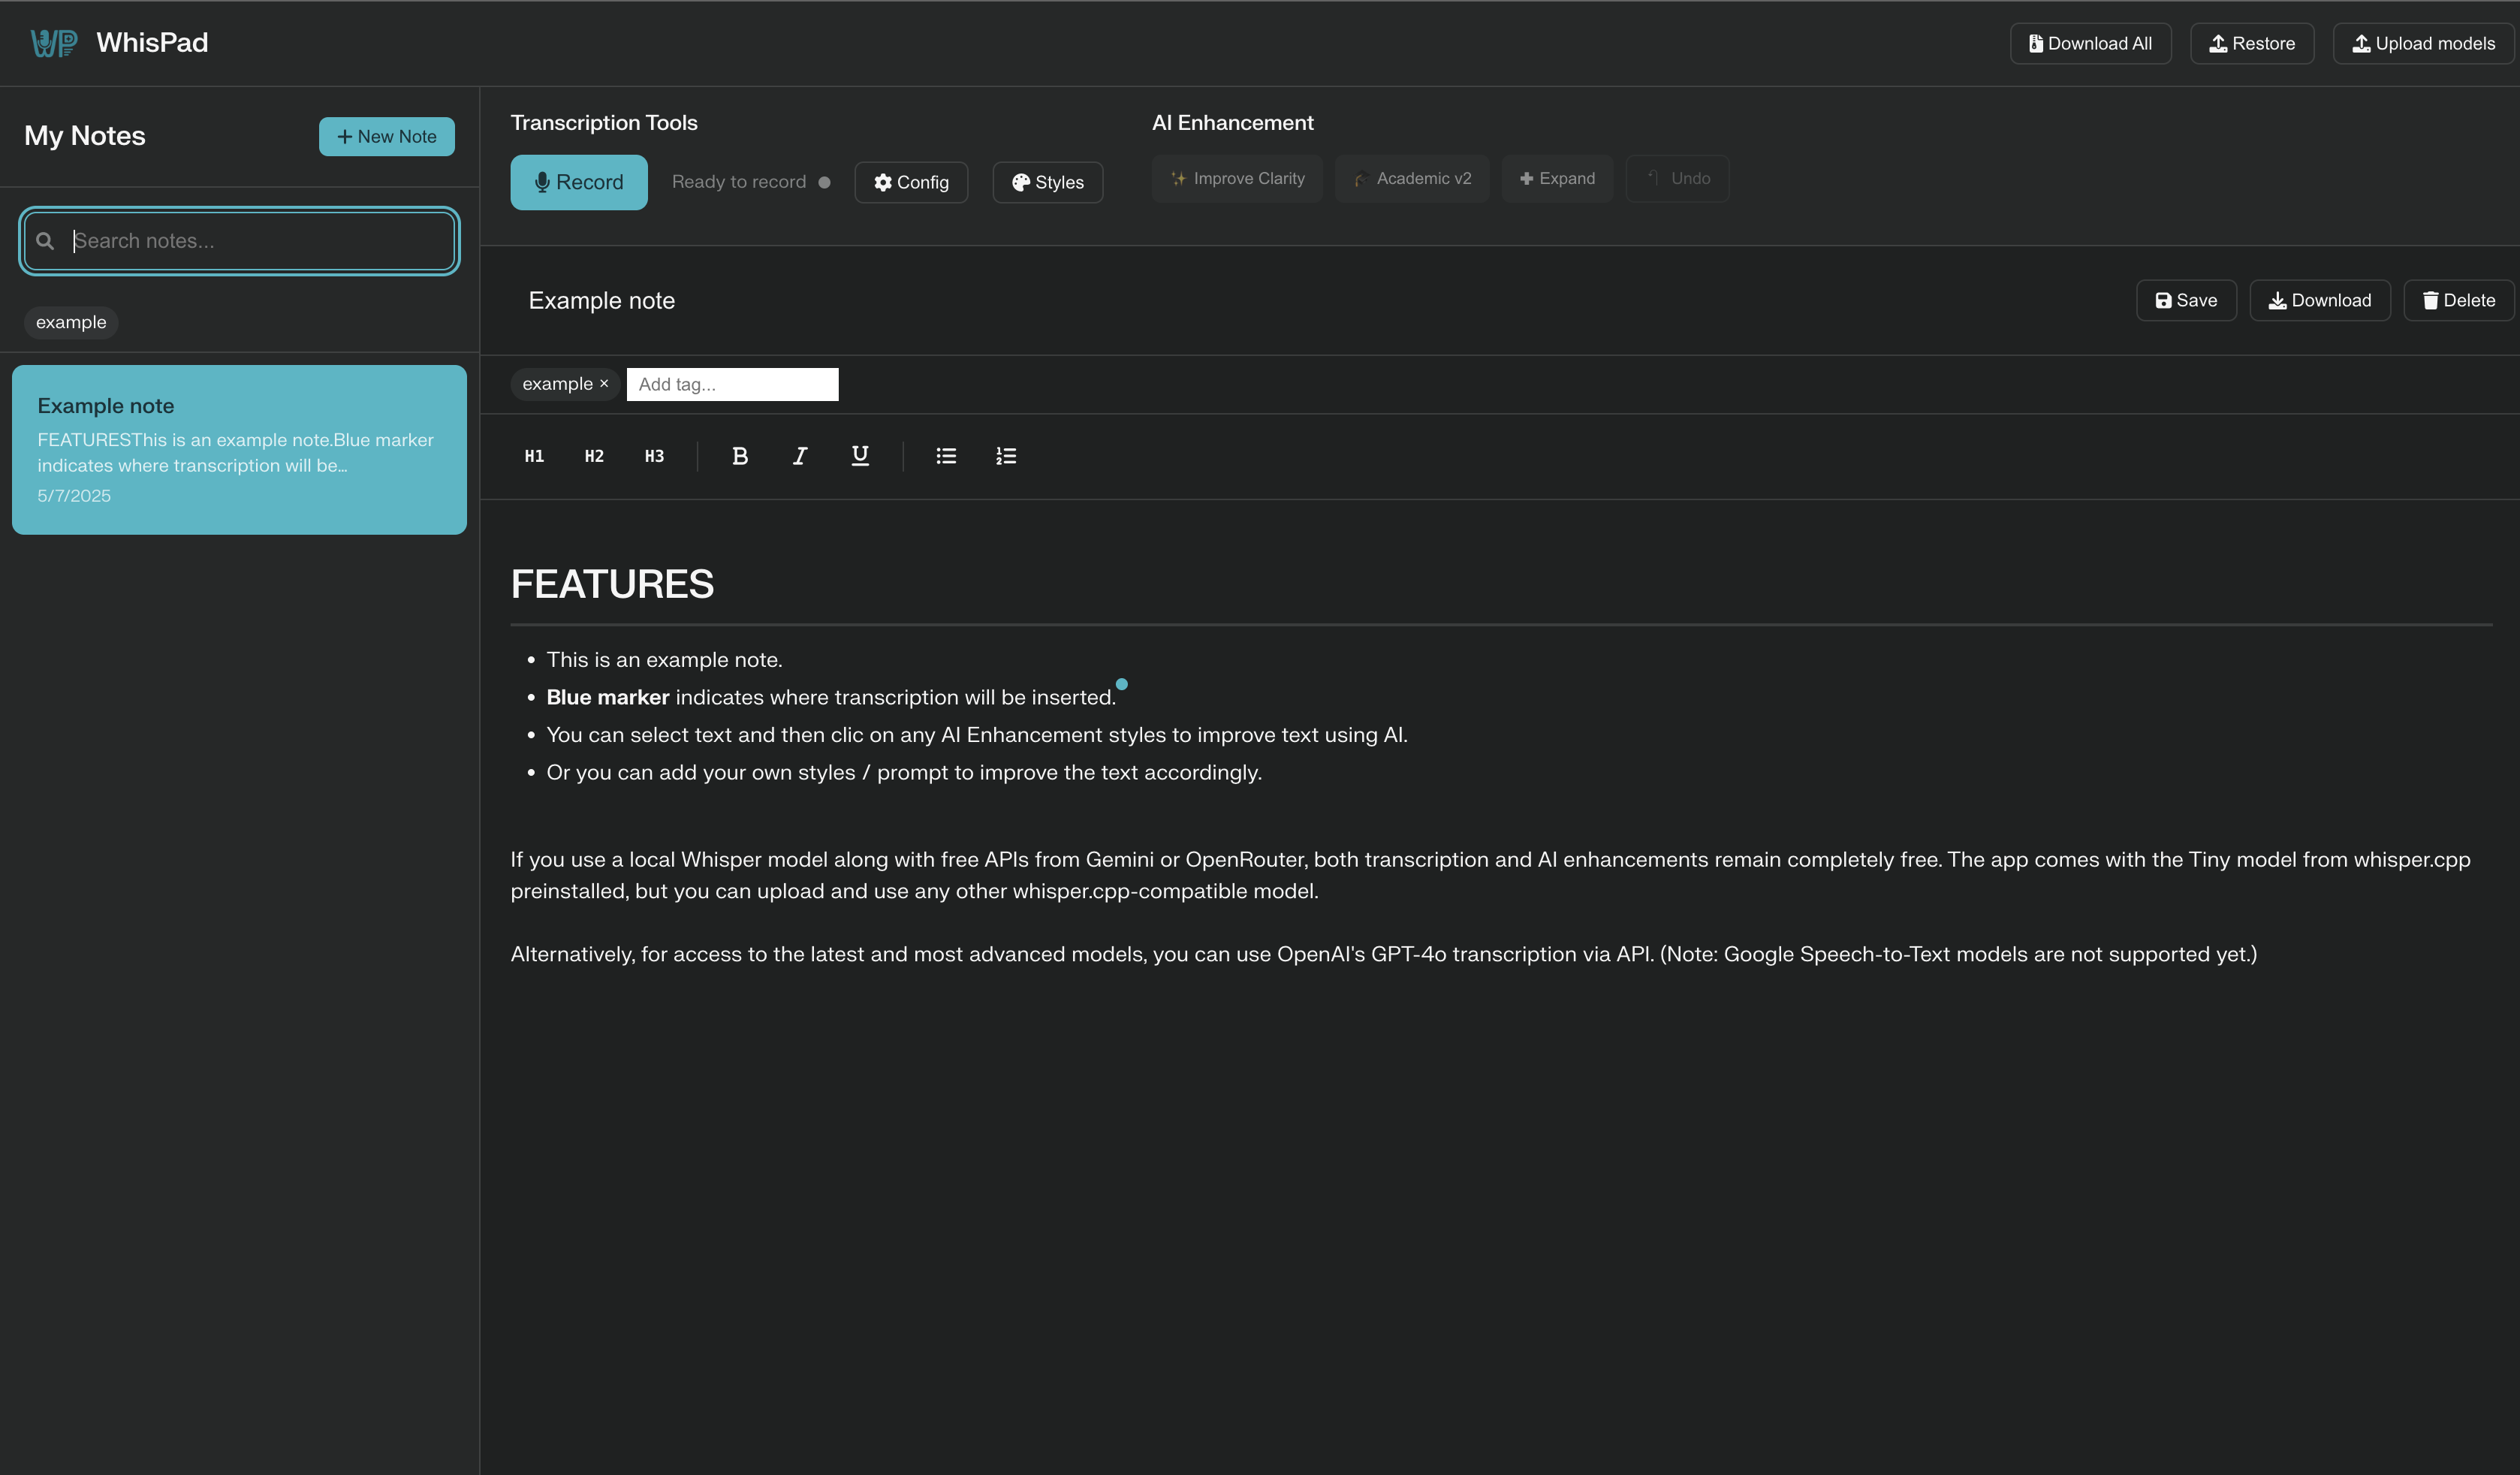 WP WhisPad
Download All
Restore
Upload models
My Notes
New Note
Search notes...
example
Example note
FEATURESThis is an example note.Blue marker
indicates where transcription will be...
5/7/2025
Transcription Tools
Record
Ready to record
Config
Styles
AI Enhancement
Improve Clarity
Academic v2
Expand
Undo
Example note
Save
Download
Delete
example ×
Add tag...
H1 H2 H3 B I U
FEATURES
• This is an example note.
• Blue marker indicates where transcription will be inserted.
• You can select text and then clic on any AI Enhancement styles to improve text using AI.
• Or you can add your own styles / prompt to improve the text accordingly.
If you use a local Whisper model along with free APIs from Gemini or OpenRouter, both transcription and AI enhancements remain completely free. The app comes with the Tiny model from whisper.cpp
preinstalled, but you can upload and use any other whisper.cpp-compatible model.
Alternatively, for access to the latest and most advanced models, you can use OpenAI's GPT-4o transcription via API. (Note: Google Speech-to-Text models are not supported yet.)